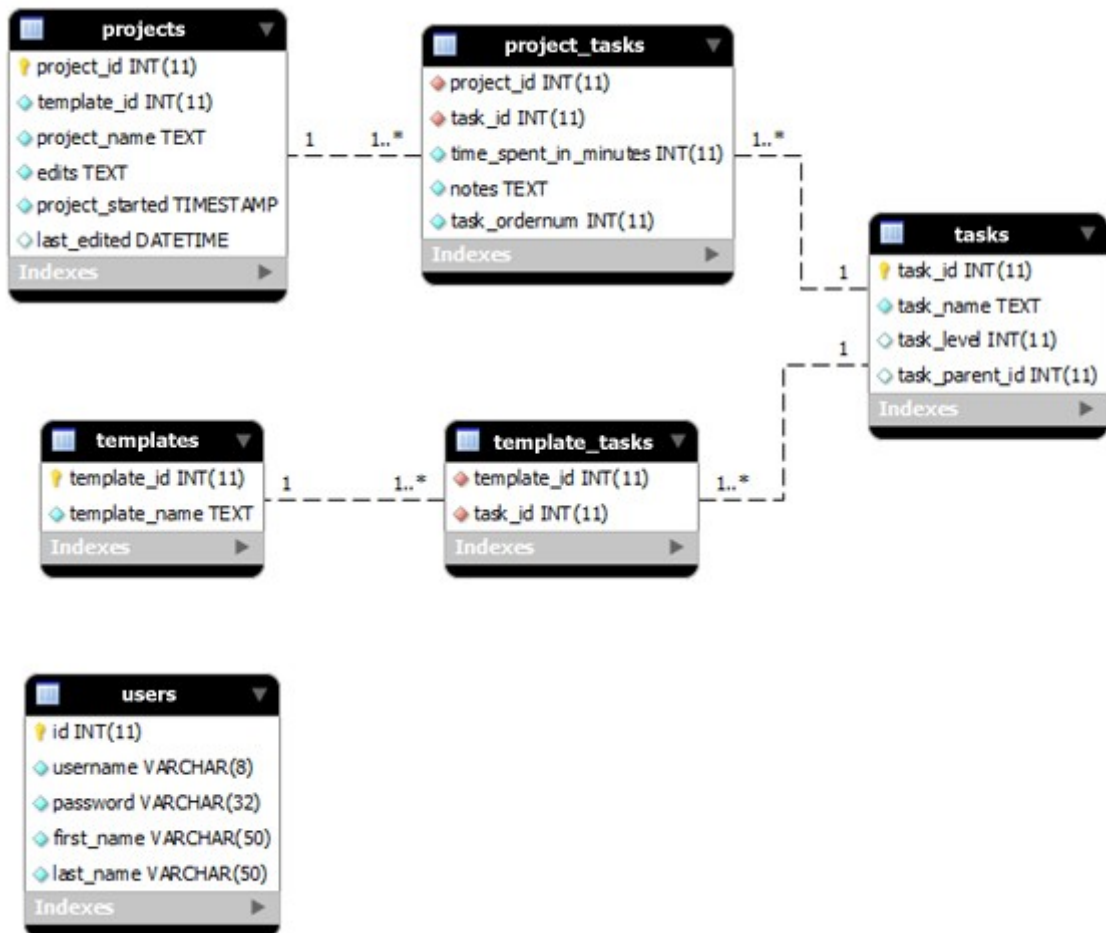 projects
project_id INT(11)
template_id INT(11)
project_name TEXT
edits TEXT
project_started TIMESTAMP
last_edited DATETIME
Indexes
1
1..*
project_tasks
project_id INT(11)
task_id INT(11)
time_spent_in_minutes INT(11)
notes TEXT
task_ordernum INT(11)
Indexes
1..*
1
tasks
task_id INT(11)
task_name TEXT
task_level INT(11)
task_parent_id INT(11)
Indexes
1
templates
template_id INT(11)
template_name TEXT
Indexes
1
1..*
template_tasks
template_id INT(11)
task_id INT(11)
Indexes
1..*
users
id INT(11)
username VARCHAR(8)
password VARCHAR(32)
first_name VARCHAR(50)
last_name VARCHAR(50)
Indexes